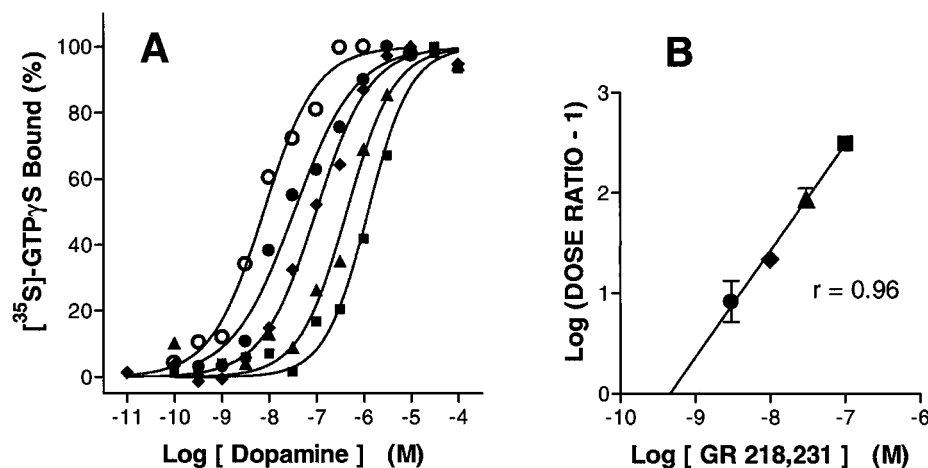 A
[³⁵S]-GTPγS Bound (%)
100
80
60
40
20
0
-11 -10 -9 -8 -7 -6 -5 -4
Log [ Dopamine ] (M)
B
Log (DOSE RATIO - 1)
3
2
1
0
r = 0.96
-10 -9 -8 -7 -6
Log [ GR 218,231 ] (M)